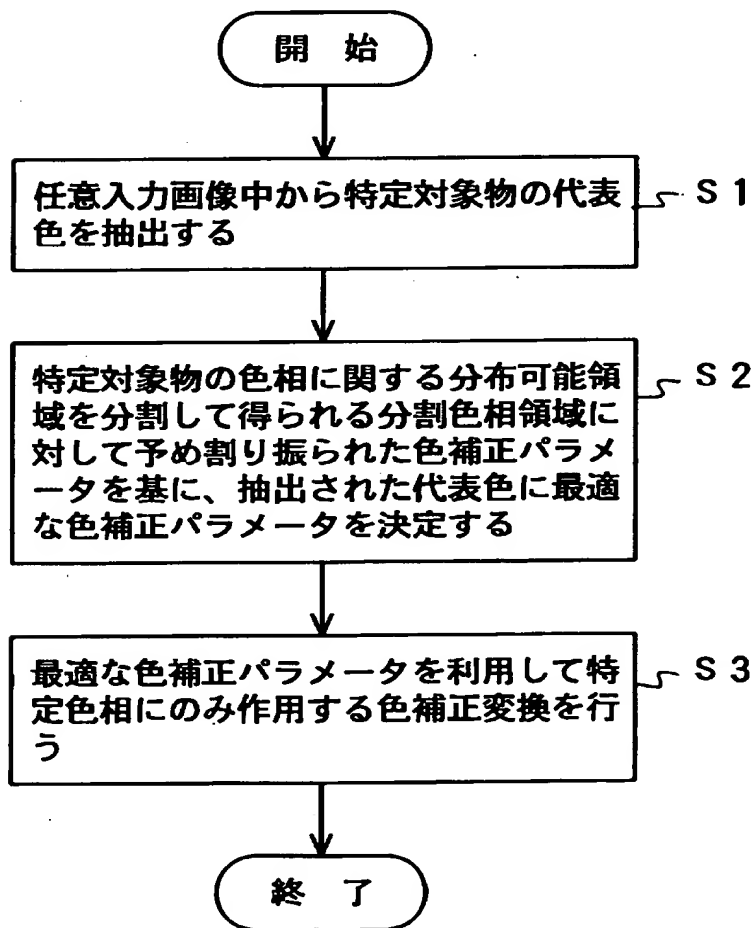 開 始
任意入力画像中から特定対象物の代表
色を抽出する
S1
特定対象物の色相に関する分布可能領
域を分割して得られる分割色相領域に
対して予め割り振られた色補正パラメ
ータを基に、抽出された代表色に最適
な色補正パラメータを決定する
S2
最適な色補正パラメータを利用して特
定色相にのみ作用する色補正変換を行
う
S3
終 了